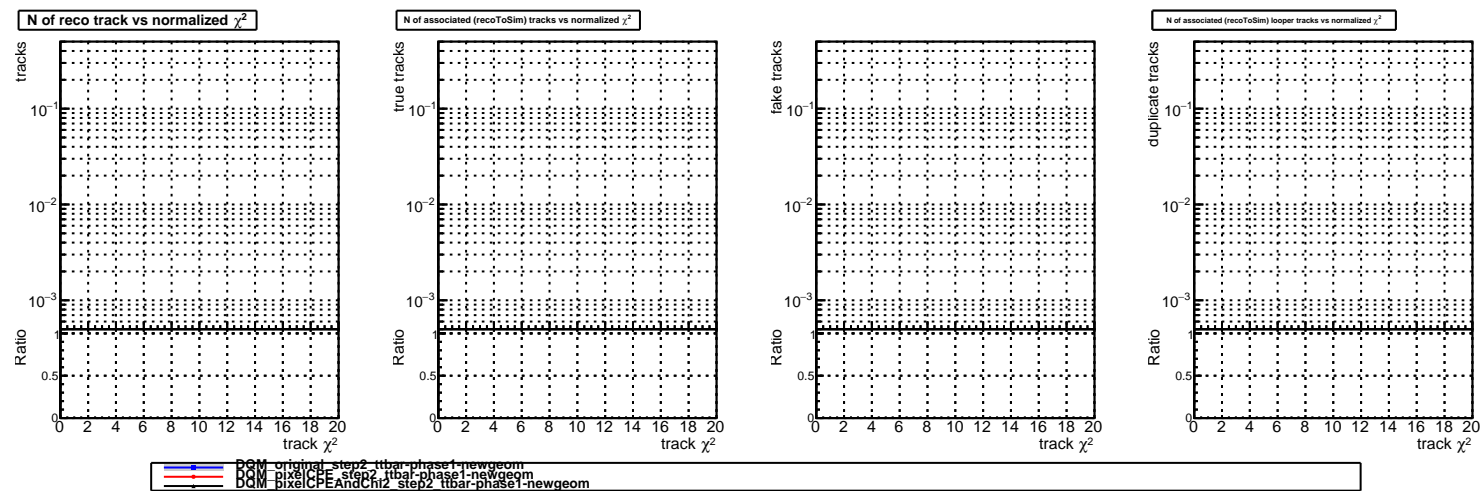 N of reco track vs normalized χ²
N of associated (recoToSim) tracks vs normalized χ²
N of associated (recoToSim) looper tracks vs normalized χ²
tracks
10⁻¹
10⁻²
10⁻³
Ratio
1
0.5
0
0 2 4 6 8 10 12 14 16 18 20
track χ²
true tracks
10⁻¹
10⁻²
10⁻³
Ratio
1
0.5
0
0 2 4 6 8 10 12 14 16 18 20
track χ²
fake tracks
10⁻¹
10⁻²
10⁻³
Ratio
1
0.5
0
0 2 4 6 8 10 12 14 16 18 20
track χ²
duplicate tracks
10⁻¹
10⁻²
10⁻³
Ratio
1
0.5
0
0 2 4 6 8 10 12 14 16 18 20
track χ²
DQM_original_step2_ttbar-phase1-newgeom
DQM_pixelCPE_step2_ttbar-phase1-newgeom
DQM_pixelCPEAndChi2_step2_ttbar-phase1-newgeom